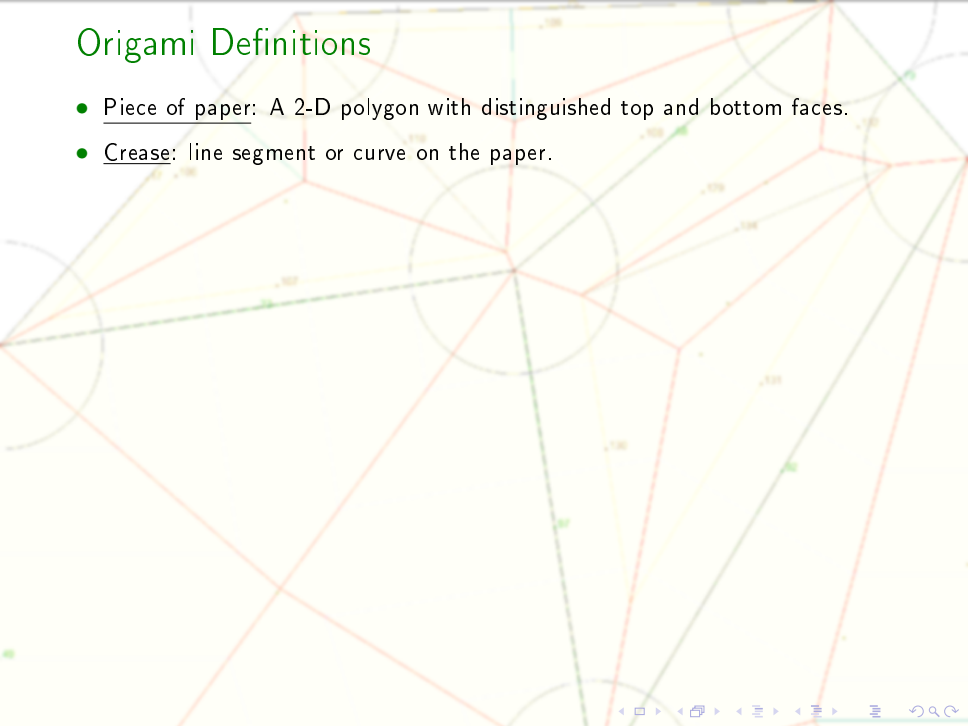 Origami Definitions
• Piece of paper: A 2-D polygon with distinguished top and bottom faces.
• Crease: line segment or curve on the paper.